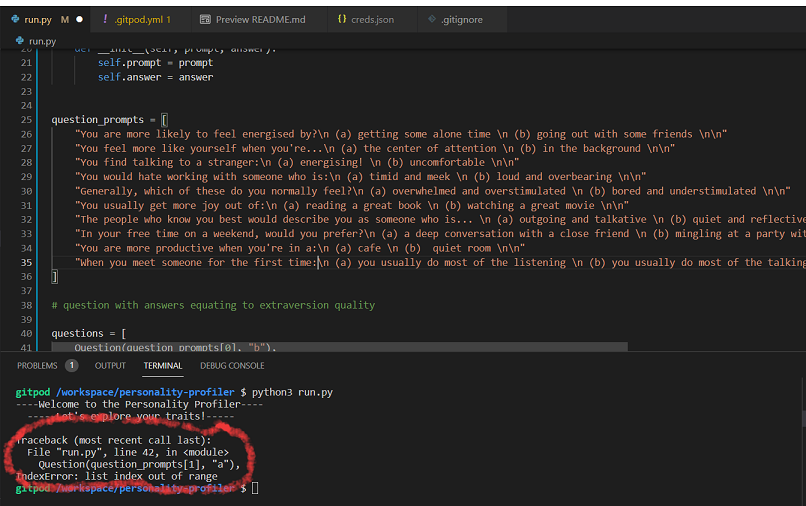 run.py M .gitpod.yml 1 Preview README.md {} creds.json .gitignore
run.py
20 def __init__(self, prompt, answer):
21 self.prompt = prompt
22 self.answer = answer
23
24
25 question_prompts = [
26 "You are more likely to feel energised by?\n (a) getting some alone time \n (b) going out with some friends \n\n"
27 "You feel more like yourself when you're...\n (a) the center of attention \n (b) in the background \n\n"
28 "You find talking to a stranger:\n (a) energising! \n (b) uncomfortable \n\n"
29 "You would hate working with someone who is:\n (a) timid and meek \n (b) loud and overbearing \n\n"
30 "Generally, which of these do you normally feel?\n (a) overwhelmed and overstimulated \n (b) bored and understimulated \n\n"
31 "You usually get more joy out of:\n (a) reading a great book \n (b) watching a great movie \n\n"
32 "The people who know you best would describe you as someone who is... \n (a) outgoing and talkative \n (b) quiet and reflective
33 "In your free time on a weekend, would you prefer?\n (a) a deep conversation with a close friend \n (b) mingling at a party wit
34 "You are more productive when you're in a:\n (a) cafe \n (b)  quiet room \n\n"
35 "When you meet someone for the first time:\n (a) you usually do most of the listening \n (b) you usually do most of the talking
36 ]
37
38 # question with answers equating to extraversion quality
39
40 questions = [
41 Question(question_prompts[0], "b"),
PROBLEMS 1 OUTPUT TERMINAL DEBUG CONSOLE
gitpod /workspace/personality-profiler $ python3 run.py
----Welcome to the Personality Profiler----
-----Let's explore your traits!-----
Traceback (most recent call last):
File "run.py", line 42, in <module>
Question(question_prompts[1], "a"),
IndexError: list index out of range
gitpod /workspace/personality-profiler $